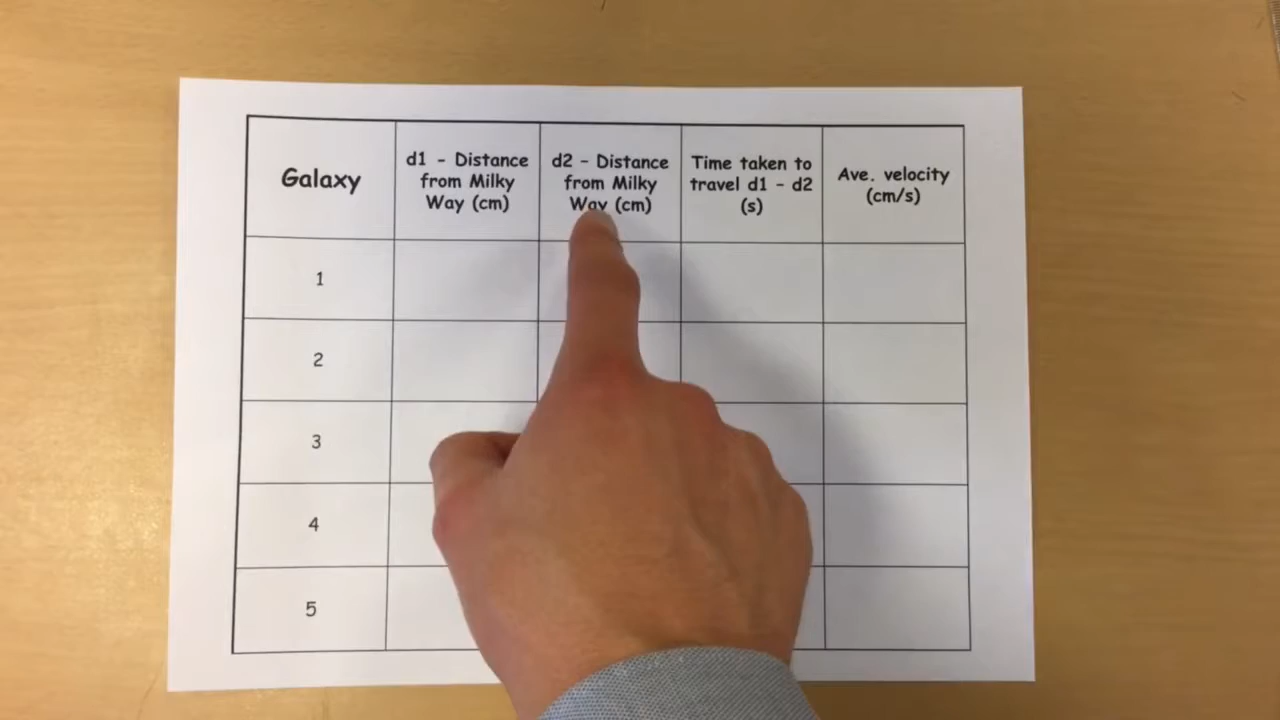 Galaxy
d1 - Distance
from Milky
Way (cm)
d2 - Distance
from Milky
Way (cm)
Time taken to
travel d1 - d2
(s)
Ave. velocity
(cm/s)
1
2
3
4
5